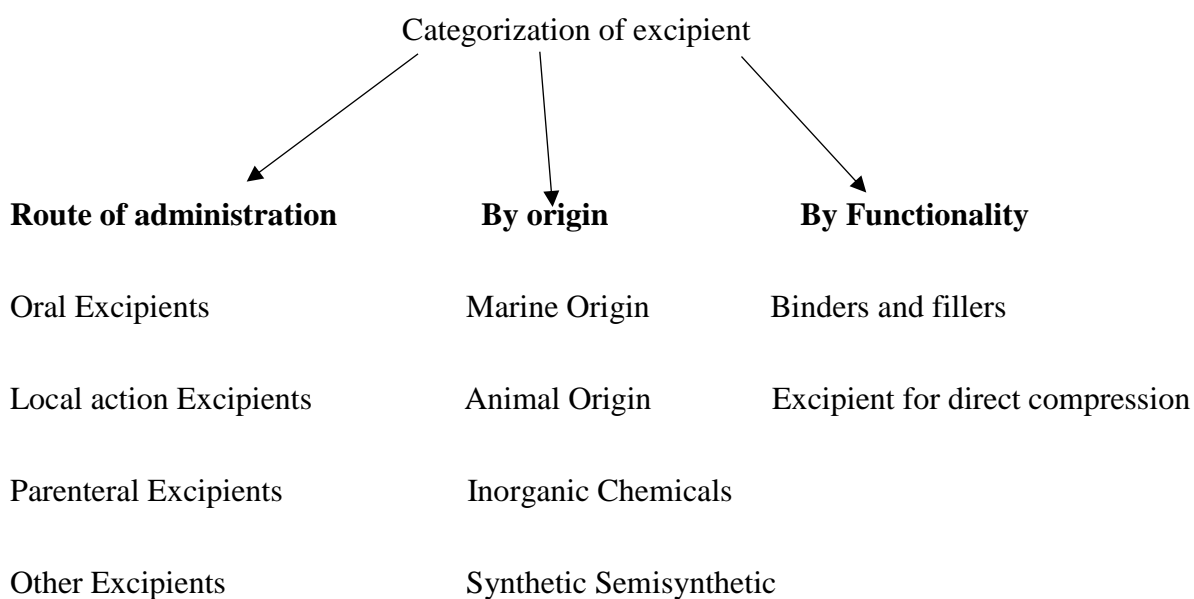 Categorization of excipient
Route of administration By origin By Functionality
Oral Excipients Marine Origin Binders and fillers
Local action Excipients Animal Origin Excipient for direct compression
Parenteral Excipients Inorganic Chemicals
Other Excipients Synthetic Semisynthetic